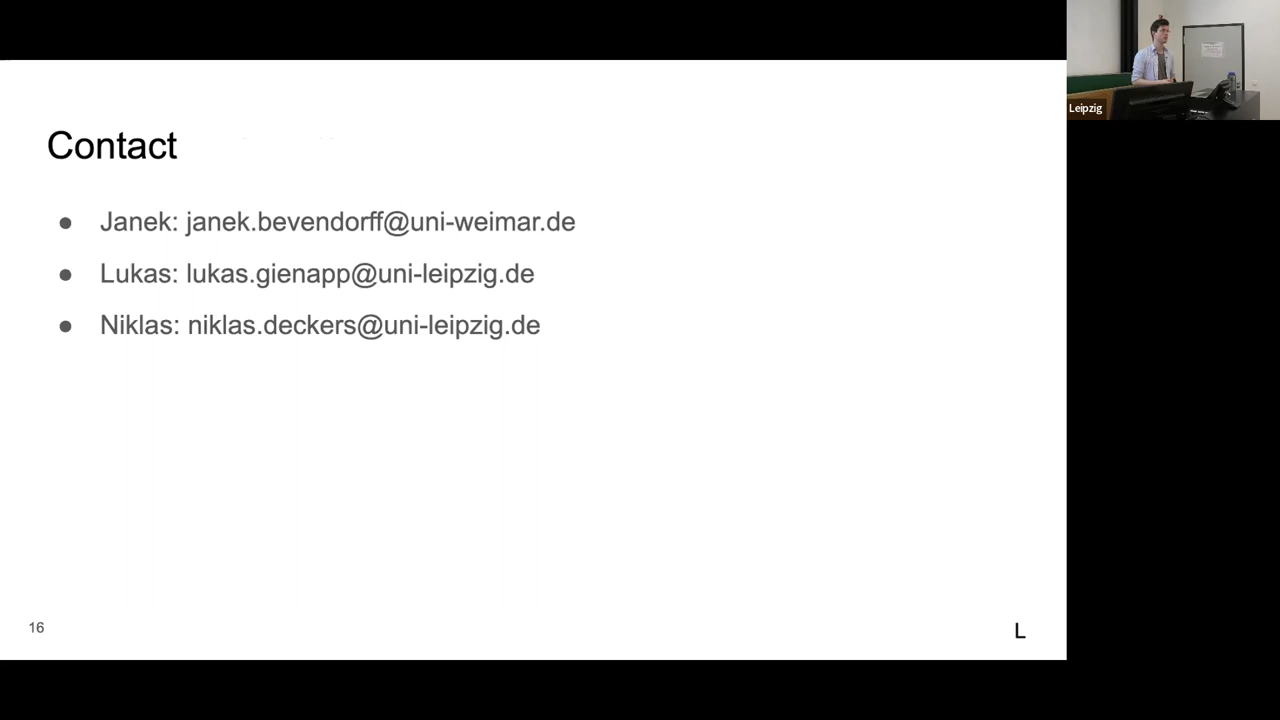 Contact
● Janek: janek.bevendorff@uni-weimar.de
● Lukas: lukas.gienapp@uni-leipzig.de
● Niklas: niklas.deckers@uni-leipzig.de
16
L
Leipzig